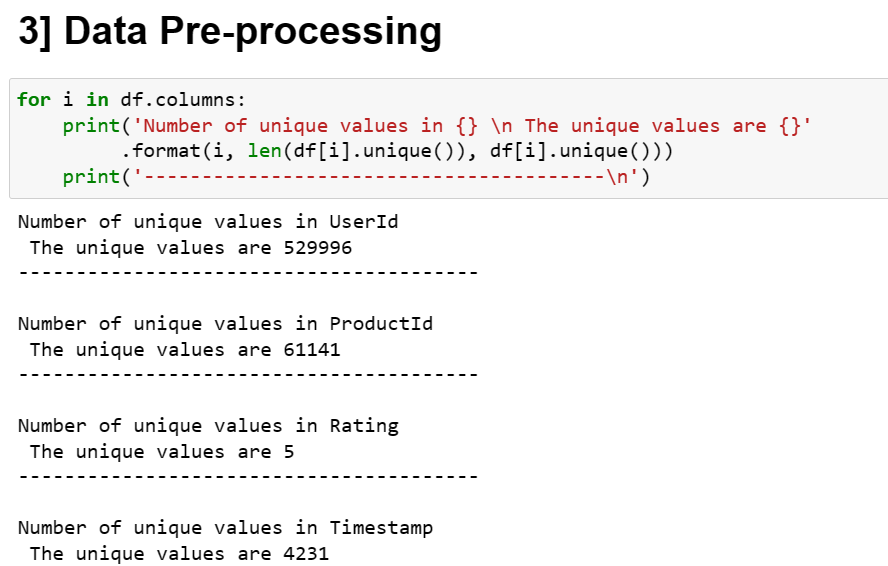 3] Data Pre-processing
for i in df.columns:
    print('Number of unique values in {} \n The unique values are {}'
         .format(i, len(df[i].unique()), df[i].unique()))
    print('----------------------------------------\n')
Number of unique values in UserId
 The unique values are 529996
----------------------------------------
Number of unique values in ProductId
 The unique values are 61141
----------------------------------------
Number of unique values in Rating
 The unique values are 5
----------------------------------------
Number of unique values in Timestamp
 The unique values are 4231